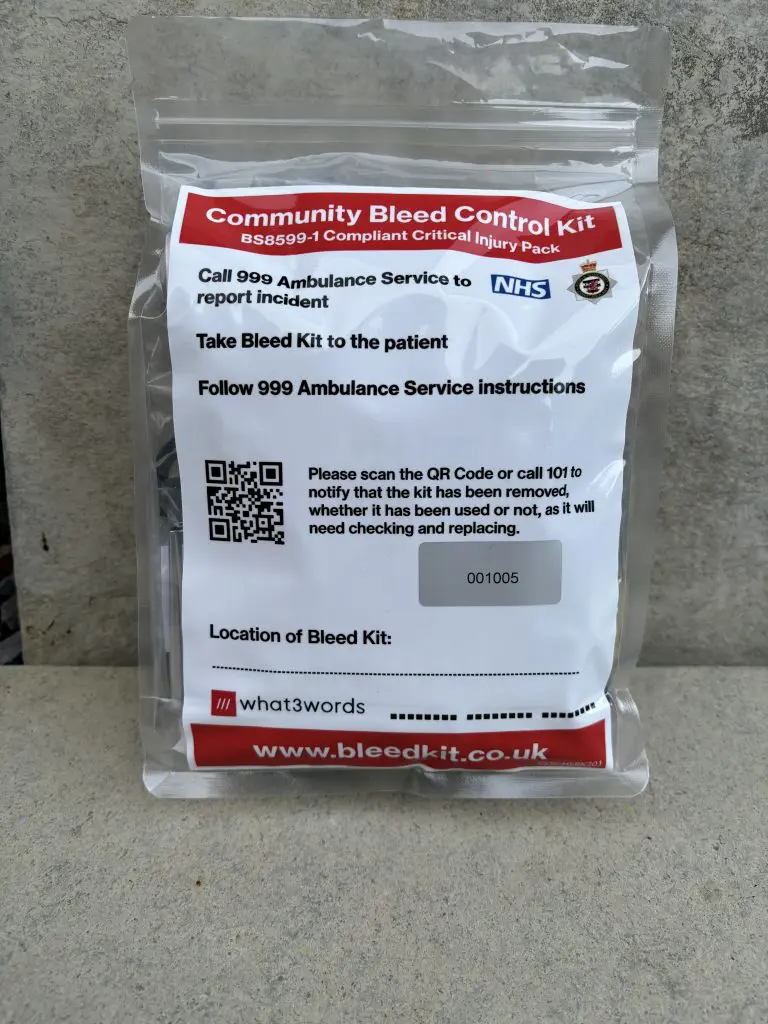 Community Bleed Control Kit
BS8599-1 Compliant Critical Injury Pack
Call 999 Ambulance Service to
report incident
NHS
Take Bleed Kit to the patient
Follow 999 Ambulance Service instructions
Please scan the QR Code or call 101 to
notify that the kit has been removed,
whether it has been used or not, as it will
need checking and replacing.
001005
Location of Bleed Kit:
/// what3words
www.bleedkit.co.uk